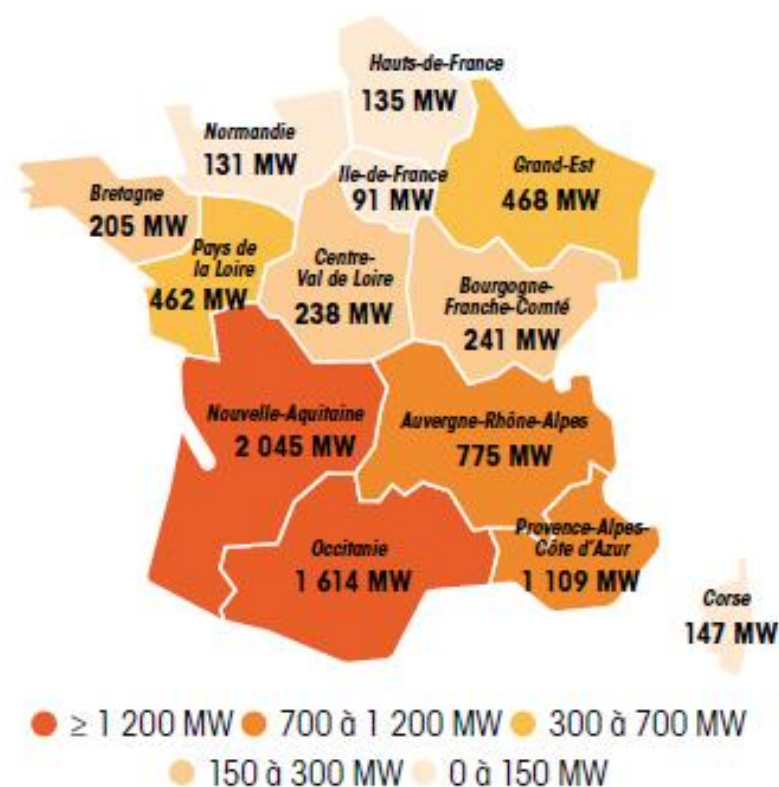 Hauts-de-France
135 MW
Normandie
131 MW
Ile-de-France
91 MW
Grand-Est
468 MW
Bretagne
205 MW
Pays de
la Loire
462 MW
Centre-
Val de Loire
238 MW
Bourgogne-
Franche-Comté
241 MW
Nouvelle-Aquitaine
2 045 MW
Auvergne-Rhône-Alpes
775 MW
Occitanie
1 614 MW
Provence-Alpes-
Côte d'Azur
1 109 MW
Corse
147 MW
≥ 1 200 MW 700 à 1 200 MW 300 à 700 MW
150 à 300 MW 0 à 150 MW